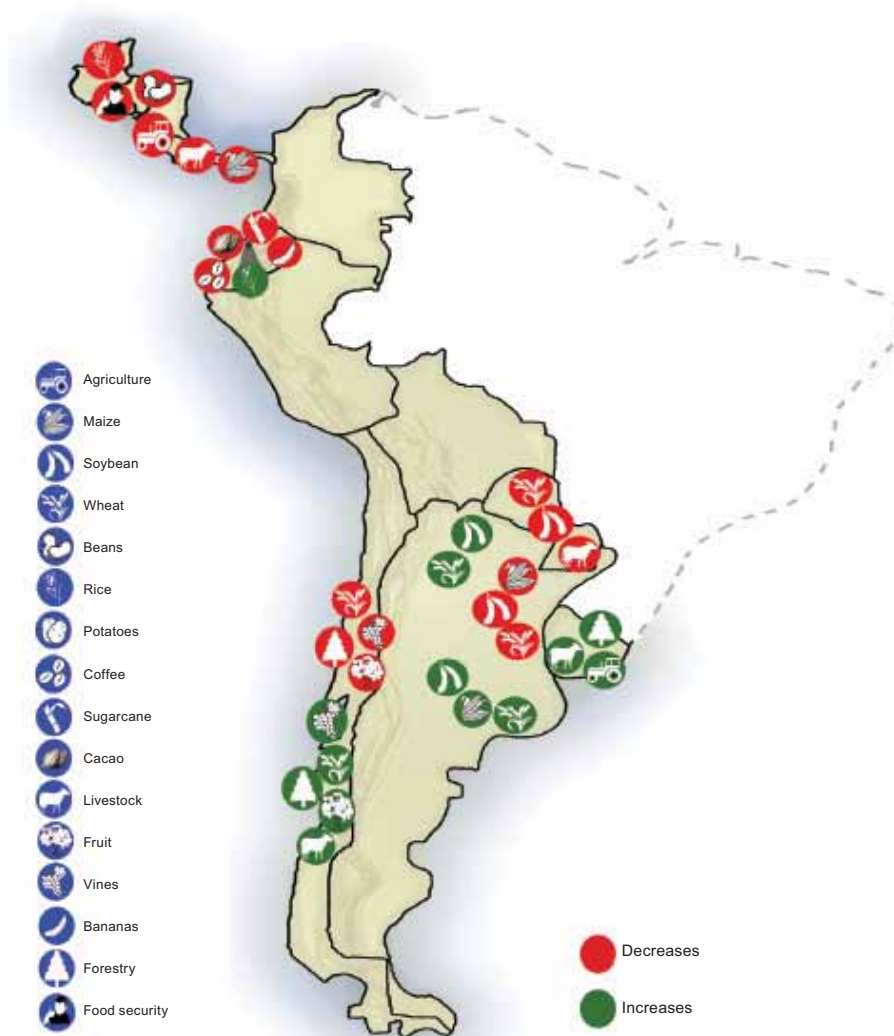 Agriculture
Maize
Soybean
Wheat
Beans
Rice
Potatoes
Coffee
Sugarcane
Cacao
Livestock
Fruit
Vines
Bananas
Forestry
Food security
Decreases
Increases